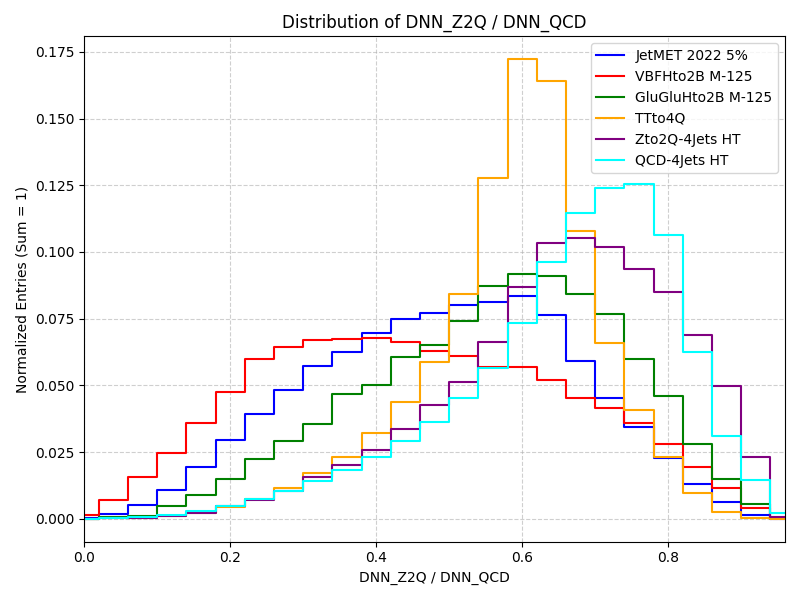 Distribution of DNN_Z2Q / DNN_QCD
Normalized Entries (Sum = 1)
0.175
0.150
0.125
0.100
0.075
0.050
0.025
0.000
JetMET 2022 5%
VBFHto2B M-125
GluGluHto2B M-125
TTto4Q
Zto2Q-4Jets HT
QCD-4Jets HT
0.0 0.2 0.4 0.6 0.8
DNN_Z2Q / DNN_QCD